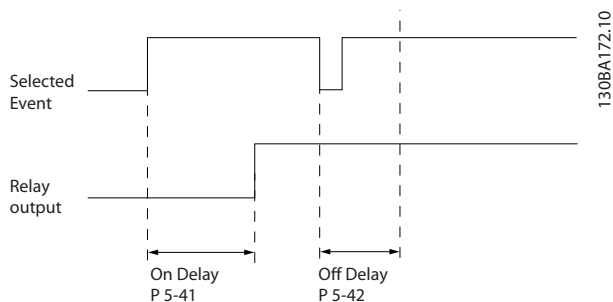 130BA172.10
Selected
Event
Relay
output
On Delay
P 5-41
Off Delay
P 5-42